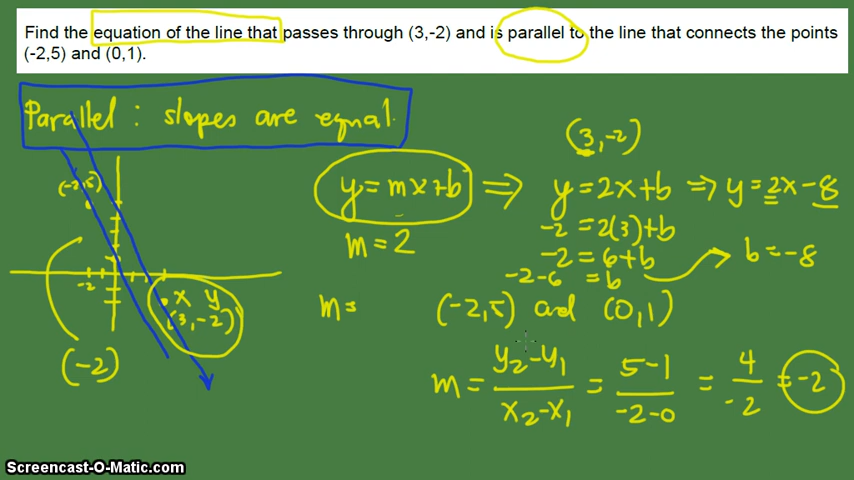 Find the equation of the line that passes through (3,-2) and is parallel to the line that connects the points
(-2,5) and (0,1).
Parallel : slopes are equal.
(3,-2)
y = mx+b ⇒ y = 2x+b ⇒ y = 2x-8
(-2,5)
-2 = 2(3)+b
m = 2
-2 = 6+b
b = -8
-2-6 = b
-2
x y
(3,-2)
m=
(-2,5) and (0,1)
(-2)
m = y₂-y₁ / x₂-x₁ = 5-1 / -2-0 = 4 / -2 = -2
Screencast-O-Matic.com